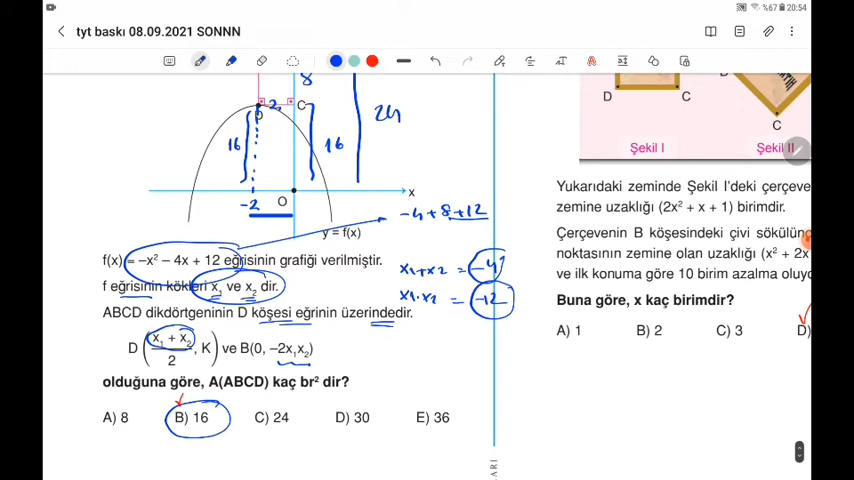 %67 20:54
tyt baskı 08.09.2021 SONNN
8
2
C
16
16
24
x
-2
O
y = f(x)
-4+8+12
f(x) = –x² – 4x + 12 eğrisinin grafiği verilmiştir.
x1+x2 = -4
f eğrisinin kökleri x₁ ve x₂ dir.
x1.x2 = -12
ABCD dikdörtgeninin D köşesi eğrinin üzerindedir.
D(x₁ + x₂/2, K) ve B(0, –2x₁x₂)
olduğuna göre, A(ABCD) kaç br² dir?
A) 8 B) 16 C) 24 D) 30 E) 36
D C
C
Şekil I Şekil II
Yukarıdaki zeminde Şekil I'deki çerçeve
zemine uzaklığı (2x² + x + 1) birimdir.
Çerçevenin B köşesindeki çivi sökülün
noktasının zemine olan uzaklığı (x² + 2x
ve ilk konuma göre 10 birim azalma oluyo
Buna göre, x kaç birimdir?
A) 1 B) 2 C) 3 D)
ARI